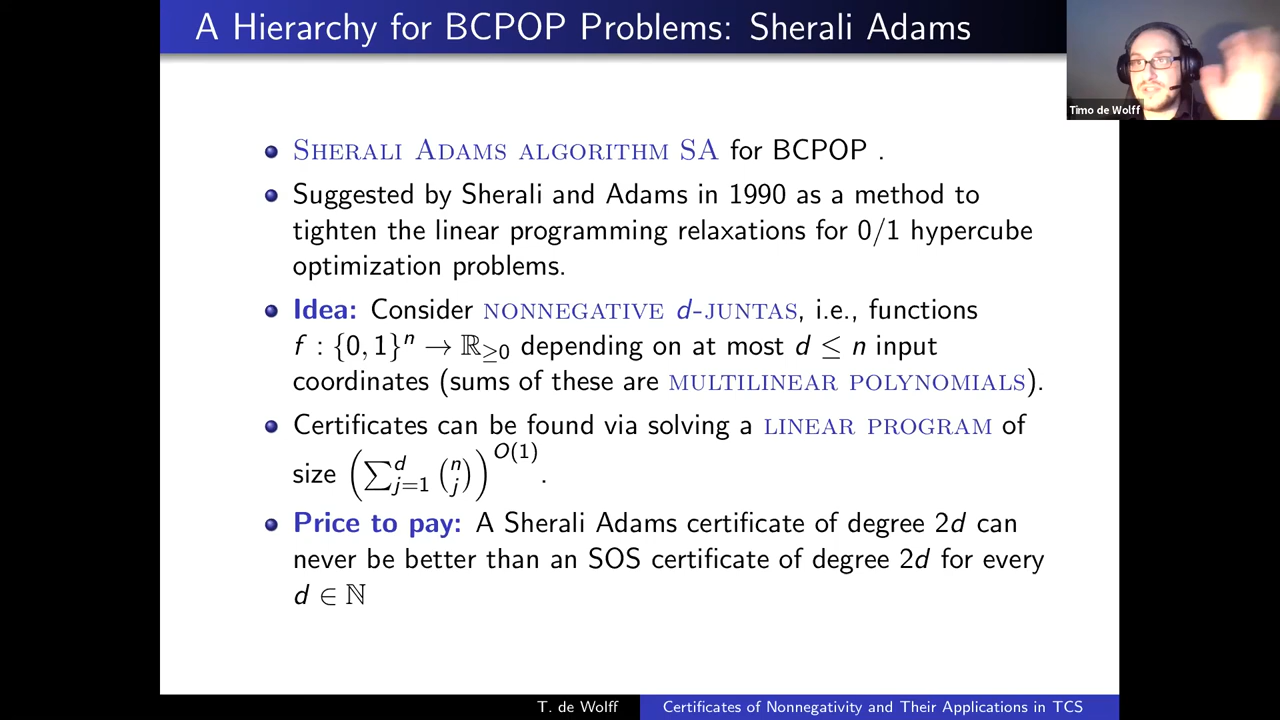 A Hierarchy for BCPOP Problems: Sherali Adams
Timo de Wolff
SHERALI ADAMS ALGORITHM SA for BCPOP .
Suggested by Sherali and Adams in 1990 as a method to
tighten the linear programming relaxations for 0/1 hypercube
optimization problems.
Idea: Consider NONNEGATIVE d-JUNTAS, i.e., functions
f : {0, 1}ⁿ → ℝ≥0 depending on at most d ≤ n input
coordinates (sums of these are MULTILINEAR POLYNOMIALS).
Certificates can be found via solving a LINEAR PROGRAM of
size (∑_{j=1}^{d} \binom{n}{j})^{O(1)}.
Price to pay: A Sherali Adams certificate of degree 2d can
never be better than an SOS certificate of degree 2d for every
d ∈ ℕ
T. de Wolff
Certificates of Nonnegativity and Their Applications in TCS